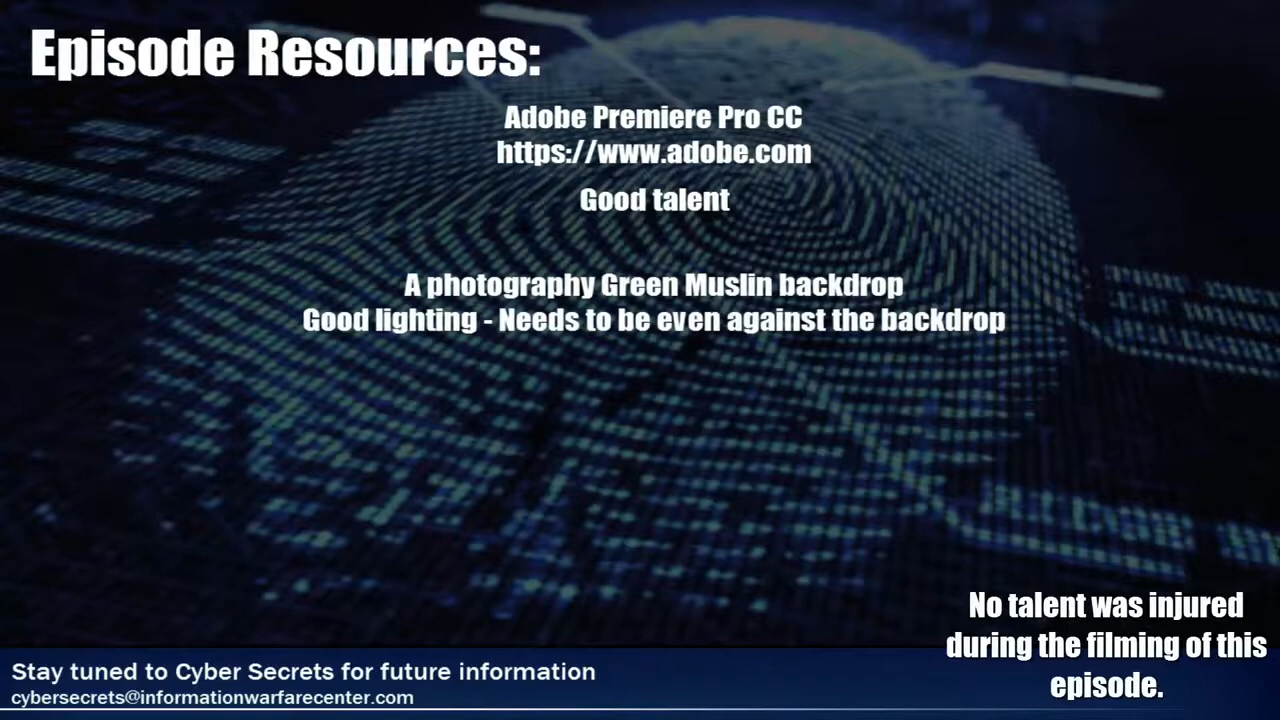 Episode Resources:
Adobe Premiere Pro CC
https://www.adobe.com
Good talent
A photography Green Muslin backdrop
Good lighting - Needs to be even against the backdrop
No talent was injured
during the filming of this
episode.
Stay tuned to Cyber Secrets for future information
cybersecrets@informationwarfarecenter.com